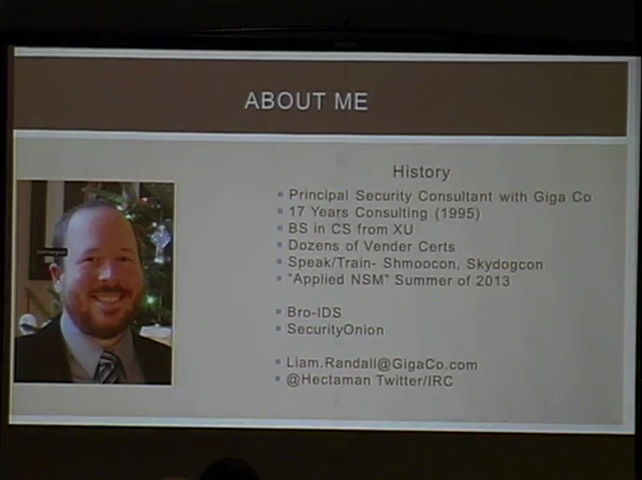 ABOUT ME
History
Principal Security Consultant with Giga Co
17 Years Consulting (1995)
BS in CS from XU
Dozens of Vender Certs
Speak/Train- Shmoocon, Skydogcon
"Applied NSM" Summer of 2013
Bro-IDS
SecurityOnion
Liam.Randall@GigaCo.com
@Hectaman Twitter/IRC